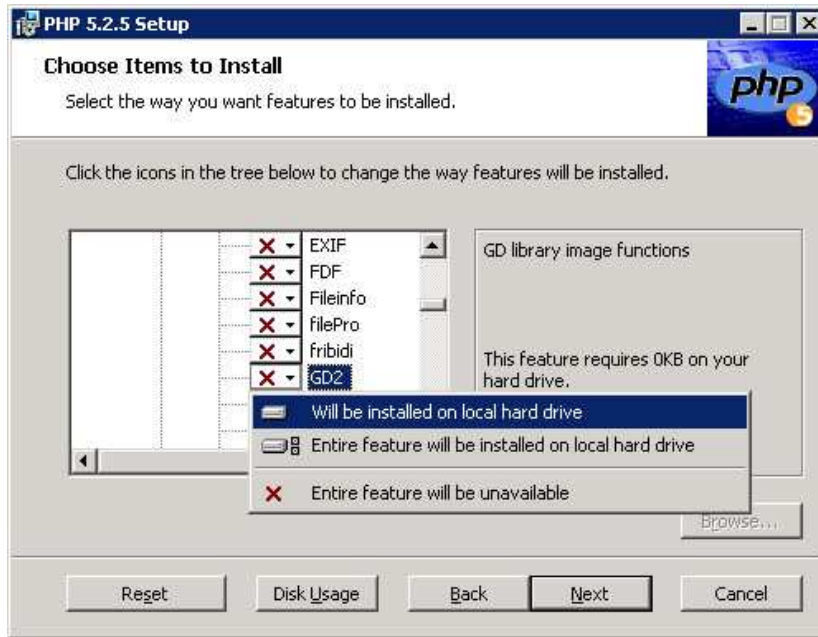 PHP 5.2.5 Setup
Choose Items to Install
Select the way you want features to be installed.
php
5
Click the icons in the tree below to change the way features will be installed.
EXIF
FDF
Fileinfo
filePro
fribidi
GD2
GD library image functions
This feature requires 0KB on your
hard drive.
Will be installed on local hard drive
Entire feature will be installed on local hard drive
Entire feature will be unavailable
Browse...
Reset
Disk Usage
Back
Next
Cancel